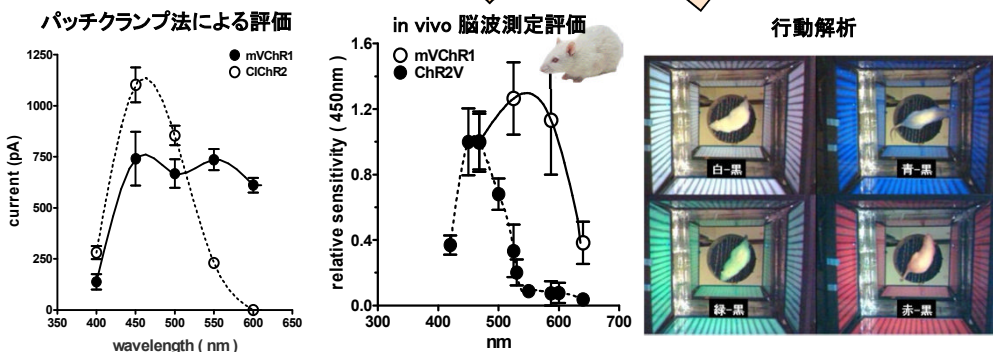 パッチクランプ法による評価
1250
1000
750
500
250
0
current (pA)
mVChR1
ClChR2
350 400 450 500 550 600 650
wavelength ( nm )
in vivo 脳波測定評価
1.6
1.2
0.8
0.4
0.0
relative sensitivity ( 450nm )
mVChR1
ChR2V
300 400 500 600 700
nm
行動解析
白-黒
青-黒
緑-黒
赤-黒